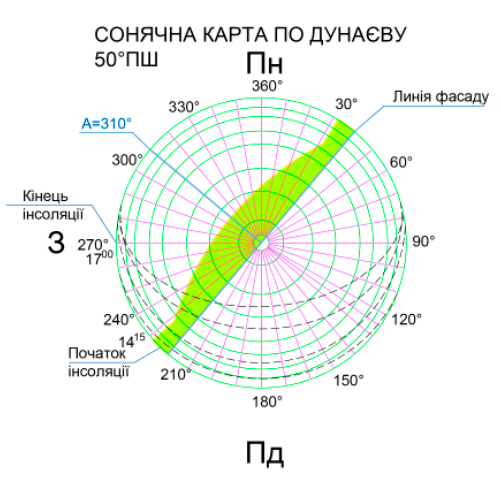 СОНЯЧНА КАРТА ПО ДУНАЄВУ
50°ПШ
Пн
360°
330°
30°
Линія фасаду
A=310°
300°
60°
Кінець
інсоляції
З
270°
17⁰⁰
90°
240°
120°
14¹⁵
Початок
інсоляції
210°
150°
180°
Пд